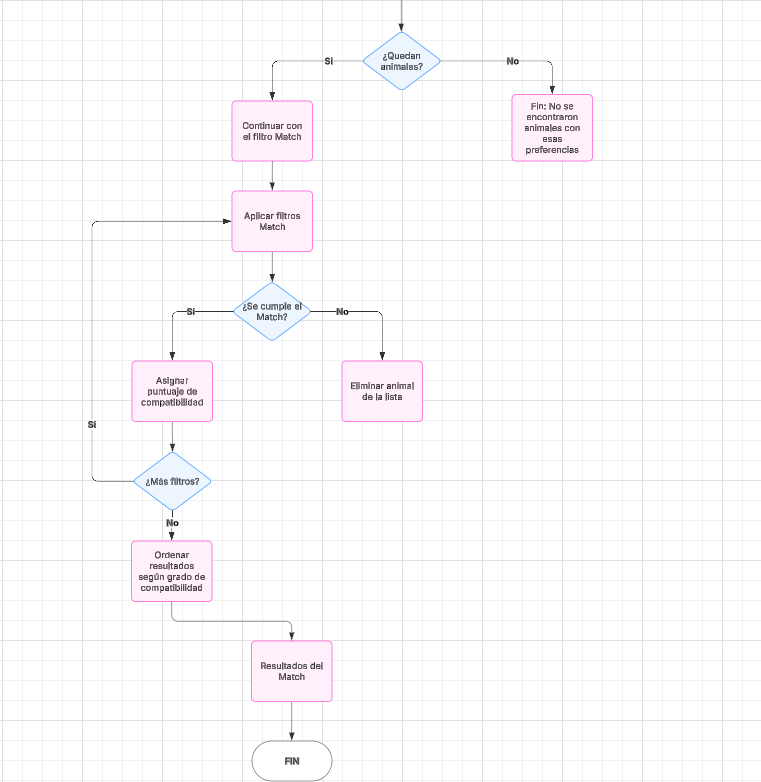 ¿Quedan
animales?
Si
No
Continuar con
el filtro Match
Fin: No se
encontraron
animales con
esas
preferencias
Aplicar filtros
Match
¿Se cumple el
Match?
Si
No
Asignar
puntuaje de
compatibilidad
Eliminar animal
de la lista
Si
¿Más filtros?
No
Ordenar
resultados
según grado de
compatibilidad
Resultados del
Match
FIN